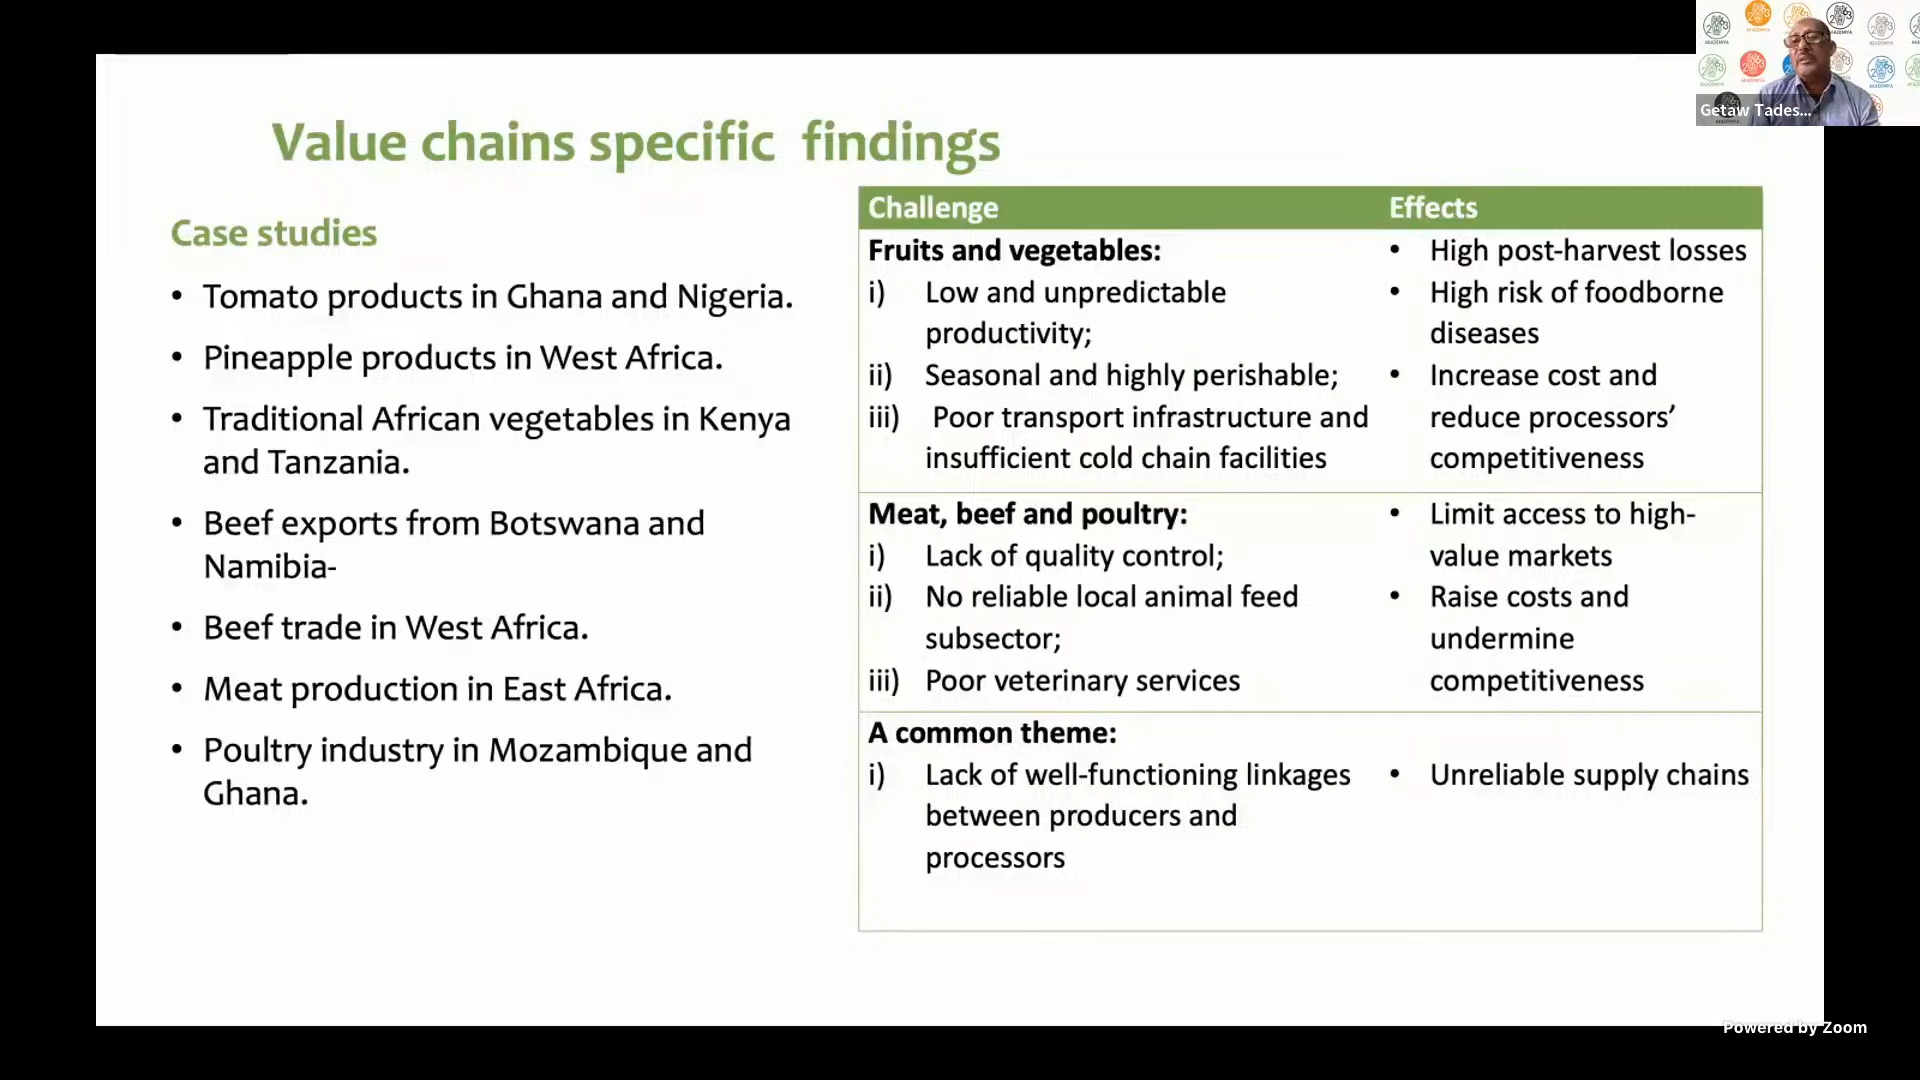 Value chains specific findings
Case studies
• Tomato products in Ghana and Nigeria.
• Pineapple products in West Africa.
• Traditional African vegetables in Kenya
and Tanzania.
• Beef exports from Botswana and
Namibia-
• Beef trade in West Africa.
• Meat production in East Africa.
• Poultry industry in Mozambique and
Ghana.
Challenge
Effects
Fruits and vegetables:
i) Low and unpredictable
productivity;
ii) Seasonal and highly perishable;
iii) Poor transport infrastructure and
insufficient cold chain facilities
• High post-harvest losses
• High risk of foodborne
diseases
• Increase cost and
reduce processors’
competitiveness
Meat, beef and poultry:
i) Lack of quality control;
ii) No reliable local animal feed
subsector;
iii) Poor veterinary services
• Limit access to high-
value markets
• Raise costs and
undermine
competitiveness
A common theme:
i) Lack of well-functioning linkages
between producers and
processors
• Unreliable supply chains
Getaw Tades...
Powered by Zoom